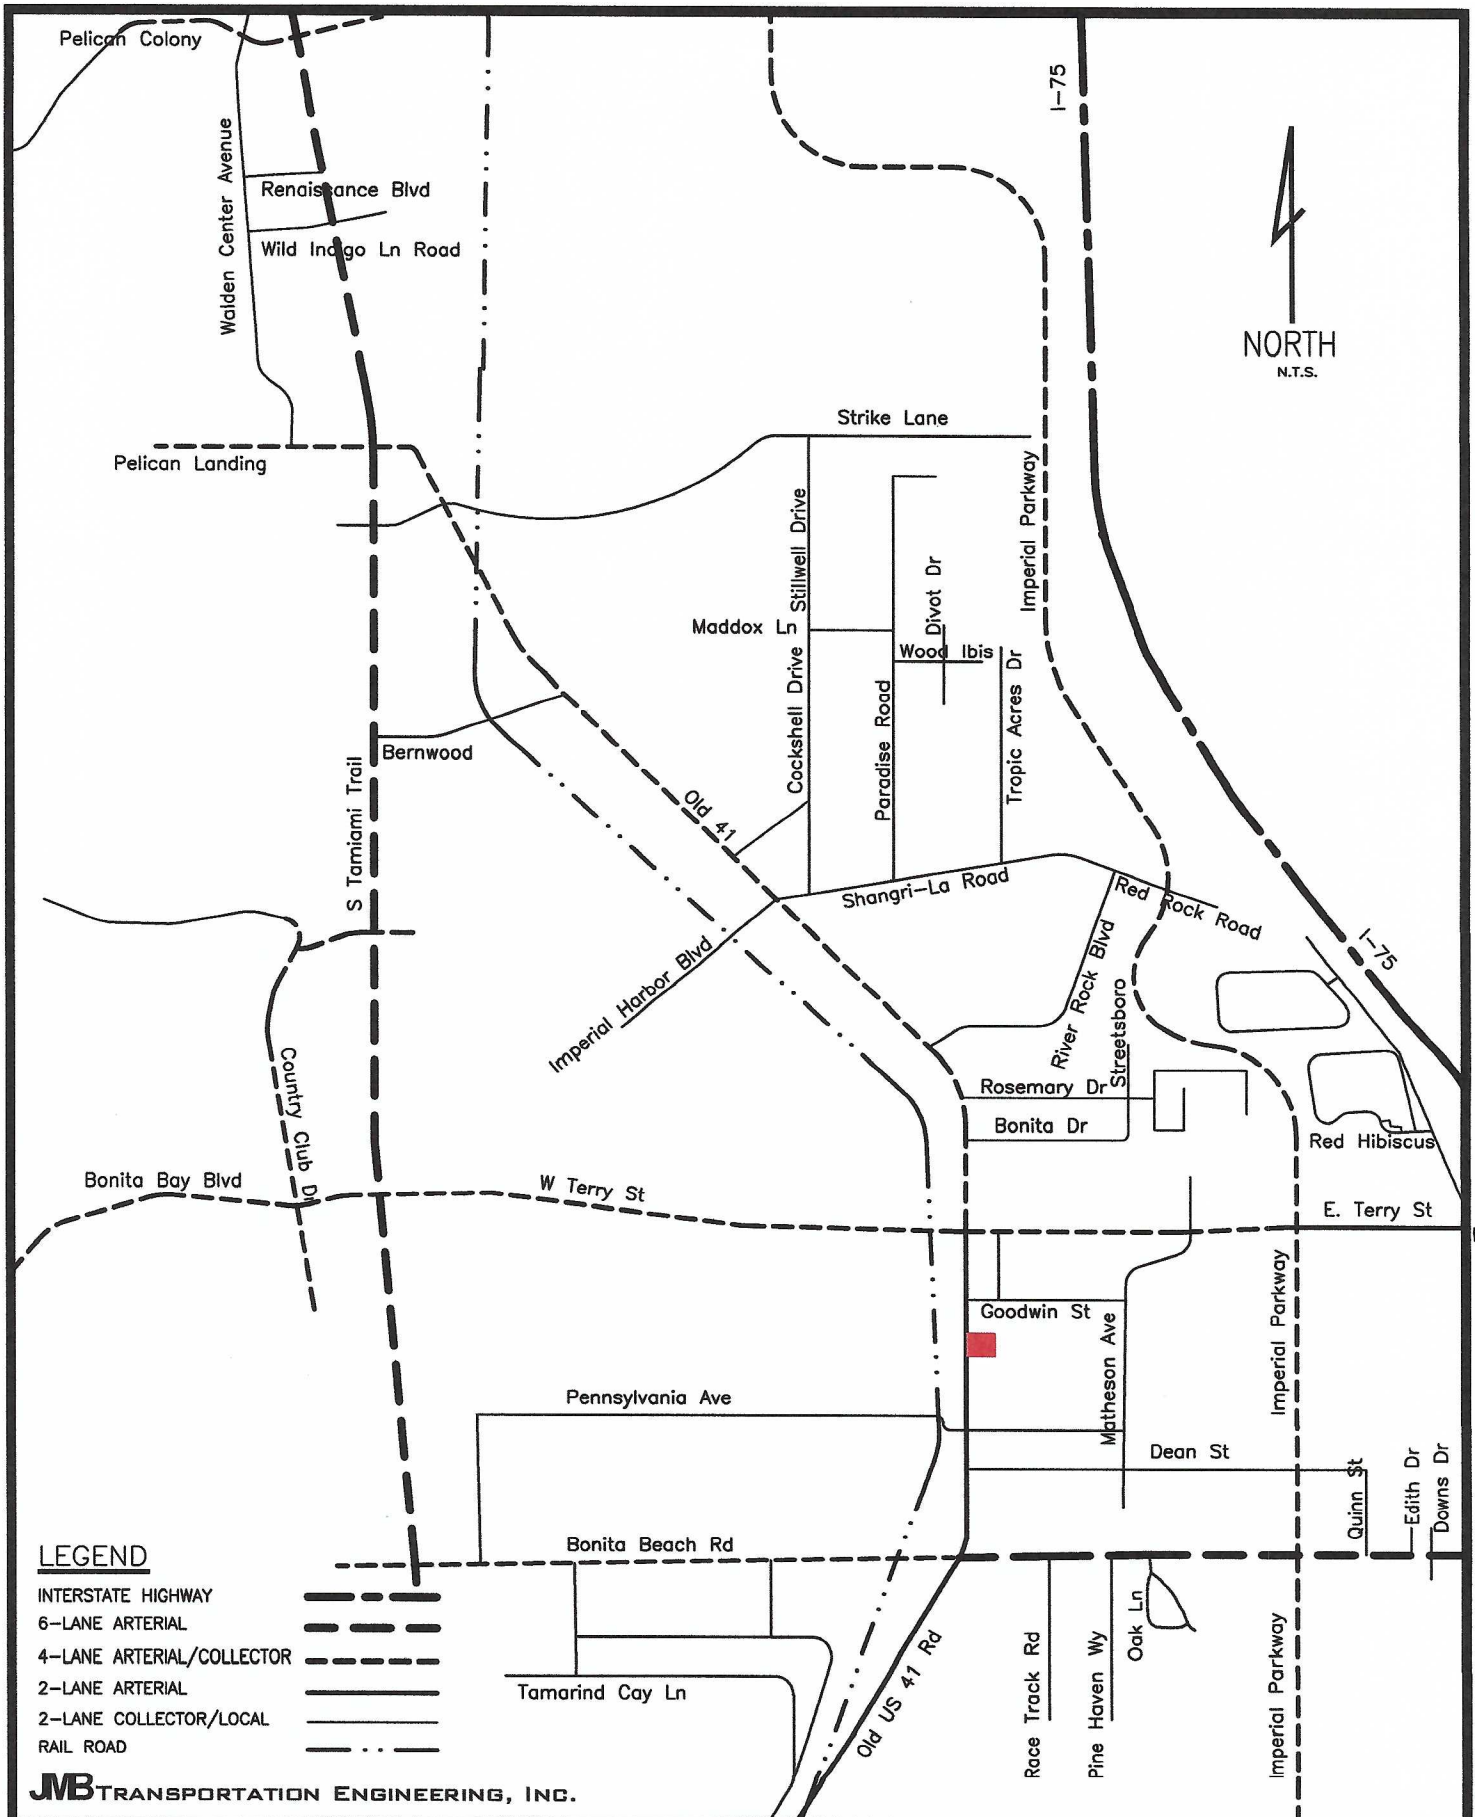 Pelican Colony
I-75
Walden Center Avenue
Renaissance Blvd
Wild Indigo Ln Road
NORTH
N.T.S.
Strike Lane
Pelican Landing
Imperial Parkway
Stillwell Drive
Divot Dr
Maddox Ln
Wood Ibis
Cockshell Drive
Paradise Road
Tropic Acres Dr
Bernwood
S Tamiami Trail
Old 41
Shangri-La Road
Red Rock Road
I-75
Imperial Harbor Blvd
River Rock Blvd
Streetsboro
Country Club Dr
Rosemary Dr
Bonita Dr
Red Hibiscus
Bonita Bay Blvd
W Terry St
E. Terry St
Goodwin St
Matheson Ave
Imperial Parkway
Pennsylvania Ave
Dean St
Quinn St
Edith Dr
Downs Dr
Bonita Beach Rd
Oak Ln
Race Track Rd
Pine Haven Wy
Imperial Parkway
Tamarind Cay Ln
Old US 41 Rd
LEGEND
INTERSTATE HIGHWAY
6-LANE ARTERIAL
4-LANE ARTERIAL/COLLECTOR
2-LANE ARTERIAL
2-LANE COLLECTOR/LOCAL
RAIL ROAD
JMB TRANSPORTATION ENGINEERING, INC.